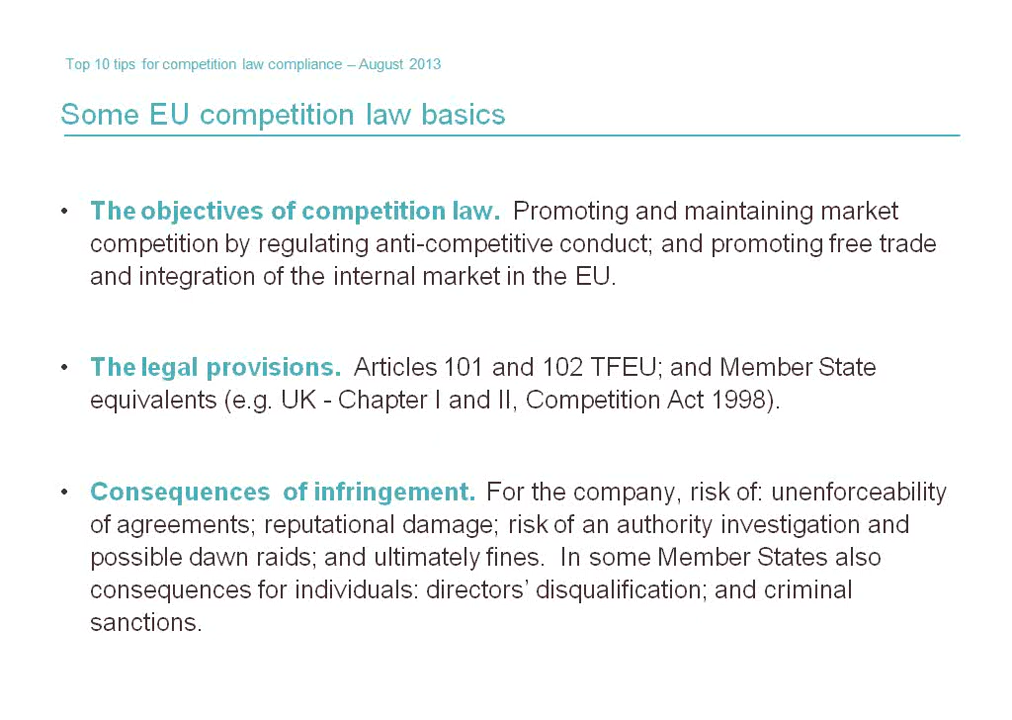 Top 10 tips for competition law compliance – August 2013
Some EU competition law basics
• The objectives of competition law. Promoting and maintaining market
competition by regulating anti-competitive conduct; and promoting free trade
and integration of the internal market in the EU.
• The legal provisions. Articles 101 and 102 TFEU; and Member State
equivalents (e.g. UK - Chapter I and II, Competition Act 1998).
• Consequences of infringement. For the company, risk of: unenforceability
of agreements; reputational damage; risk of an authority investigation and
possible dawn raids; and ultimately fines. In some Member States also
consequences for individuals: directors’ disqualification; and criminal
sanctions.